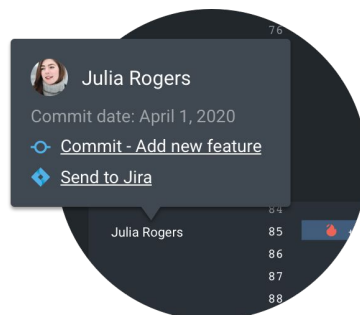 76
Julia Rogers
Commit date: April 1, 2020
Commit - Add new feature
Send to Jira
84
Julia Rogers 85
86
87
88